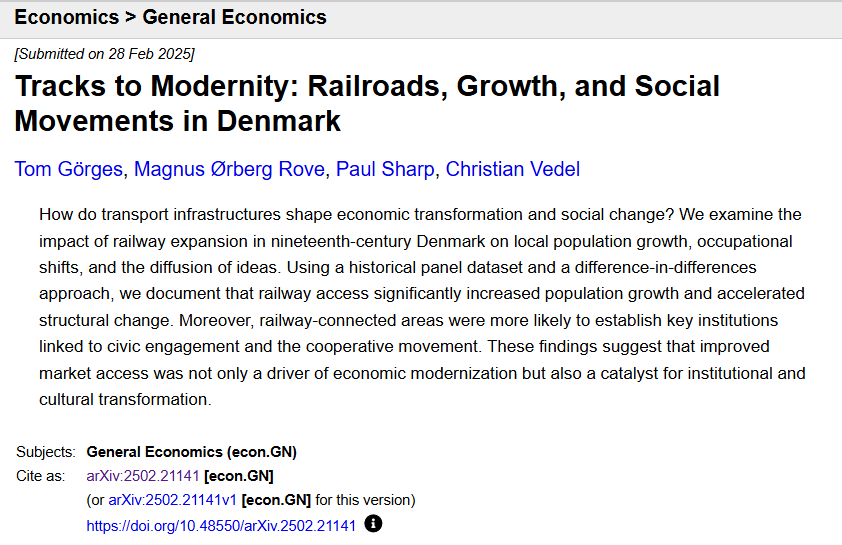 Economics > General Economics
[Submitted on 28 Feb 2025]
Tracks to Modernity: Railroads, Growth, and Social
Movements in Denmark
Tom Görges, Magnus Ørberg Rove, Paul Sharp, Christian Vedel
How do transport infrastructures shape economic transformation and social change? We examine the
impact of railway expansion in nineteenth-century Denmark on local population growth, occupational
shifts, and the diffusion of ideas. Using a historical panel dataset and a difference-in-differences
approach, we document that railway access significantly increased population growth and accelerated
structural change. Moreover, railway-connected areas were more likely to establish key institutions
linked to civic engagement and the cooperative movement. These findings suggest that improved
market access was not only a driver of economic modernization but also a catalyst for institutional and
cultural transformation.
Subjects: General Economics (econ.GN)
Cite as: arXiv:2502.21141 [econ.GN]
(or arXiv:2502.21141v1 [econ.GN] for this version)
https://doi.org/10.48550/arXiv.2502.21141